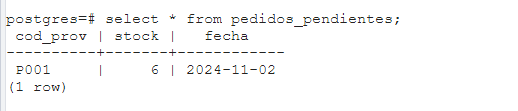 postgres=# select * from pedidos_pendientes;
 cod_prov | stock |   fecha
----------+-------+------------
 P001     |     6 | 2024-11-02
(1 row)